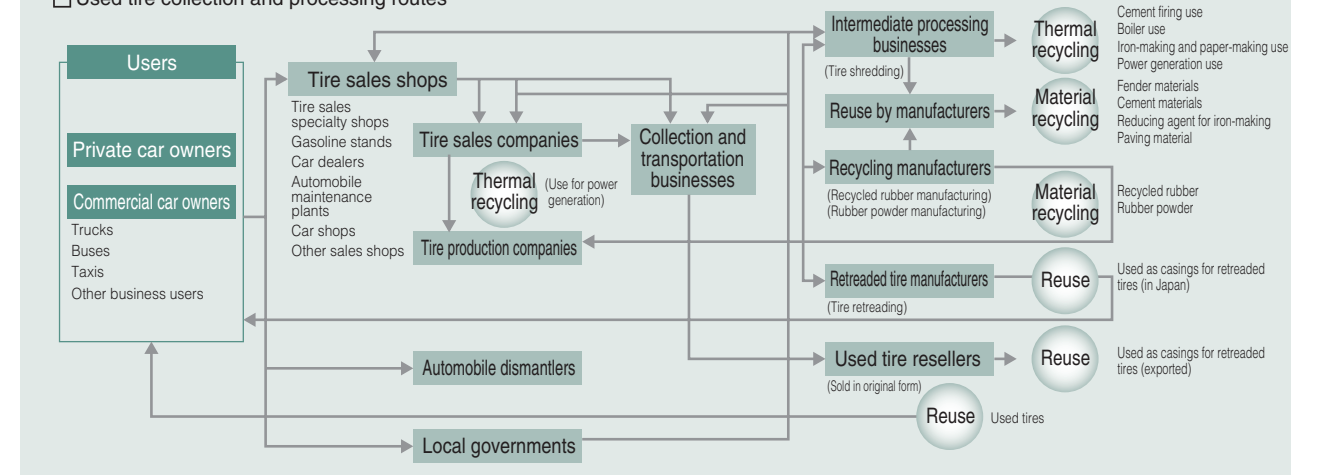 Used tire collection and processing routes
Users
Private car owners
Commercial car owners
Trucks
Buses
Taxis
Other business users
Tire sales shops
Tire sales
specialty shops
Gasoline stands
Car dealers
Automobile
maintenance
plants
Car shops
Other sales shops
Tire sales companies
Thermal
recycling
(Use for power
generation)
Tire production companies
Automobile dismantlers
Local governments
Collection and
transportation
businesses
Intermediate processing
businesses
(Tire shredding)
Thermal
recycling
Cement firing use
Boiler use
Iron-making and paper-making use
Power generation use
Reuse by manufacturers
Material
recycling
Fender materials
Cement materials
Reducing agent for iron-making
Paving material
Recycling manufacturers
(Recycled rubber manufacturing)
(Rubber powder manufacturing)
Material
recycling
Recycled rubber
Rubber powder
Retreaded tire manufacturers
(Tire retreading)
Reuse
Used as casings for retreaded
tires (in Japan)
Used tire resellers
(Sold in original form)
Reuse
Used as casings for retreaded
tires (exported)
Reuse
Used tires